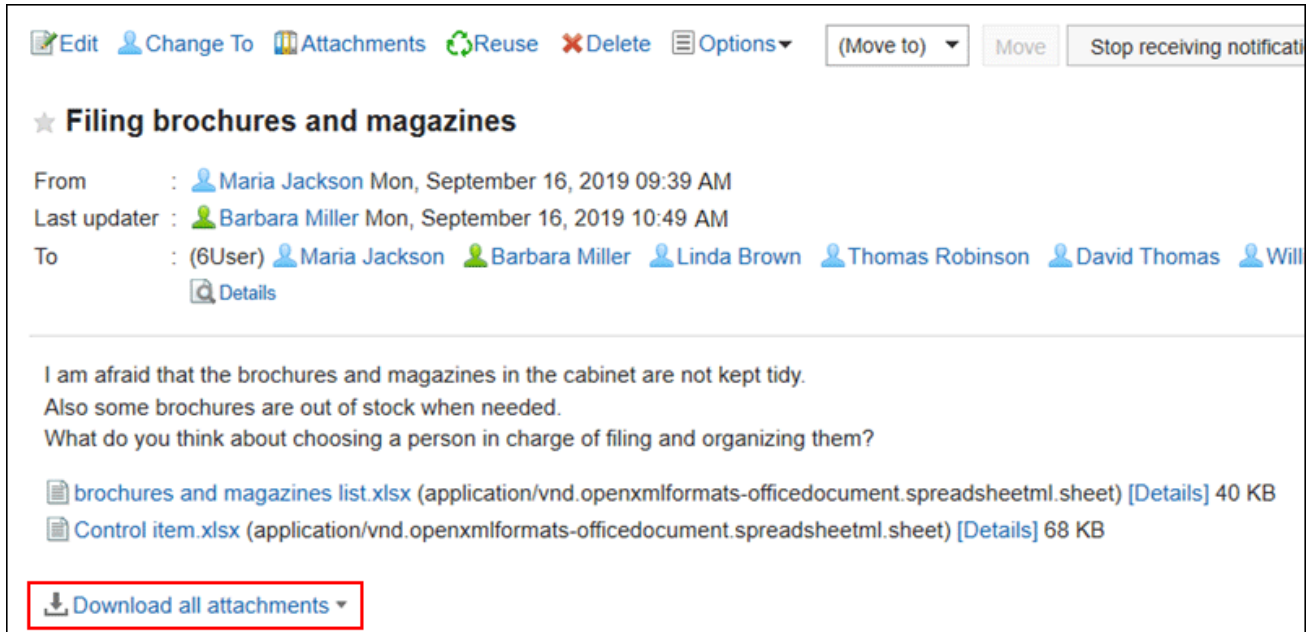 Edit Change To Attachments Reuse Delete Options (Move to) Move Stop receiving
Filing brochures and magazines
From : Maria Jackson Mon, September 16, 2019 09:39 AM
Last updater : Barbara Miller Mon, September 16, 2019 10:49 AM
To : (6User) Maria Jackson Barbara Miller Linda Brown Thomas Robinson David Thomas
Details
I am afraid that the brochures and magazines in the cabinet are not kept tidy.
Also some brochures are out of stock when needed.
What do you think about choosing a person in charge of filing and organizing them?
brochures and magazines list.xlsx (application/vnd.openxmlformats-officedocument.spreadsheetml.sheet) [Details] 40 KB
Control item.xlsx (application/vnd.openxmlformats-officedocument.spreadsheetml.sheet) [Details] 68 KB
Download all attachments